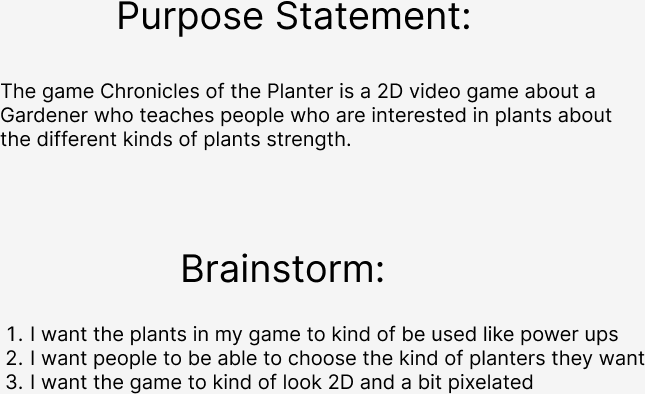 Purpose Statement:
The game Chronicles of the Planter is a 2D video game about a
Gardener who teaches people who are interested in plants about
the different kinds of plants strength.
Brainstorm:
1. I want the plants in my game to kind of be used like power ups
2. I want people to be able to choose the kind of planters they want
3. I want the game to kind of look 2D and a bit pixelated